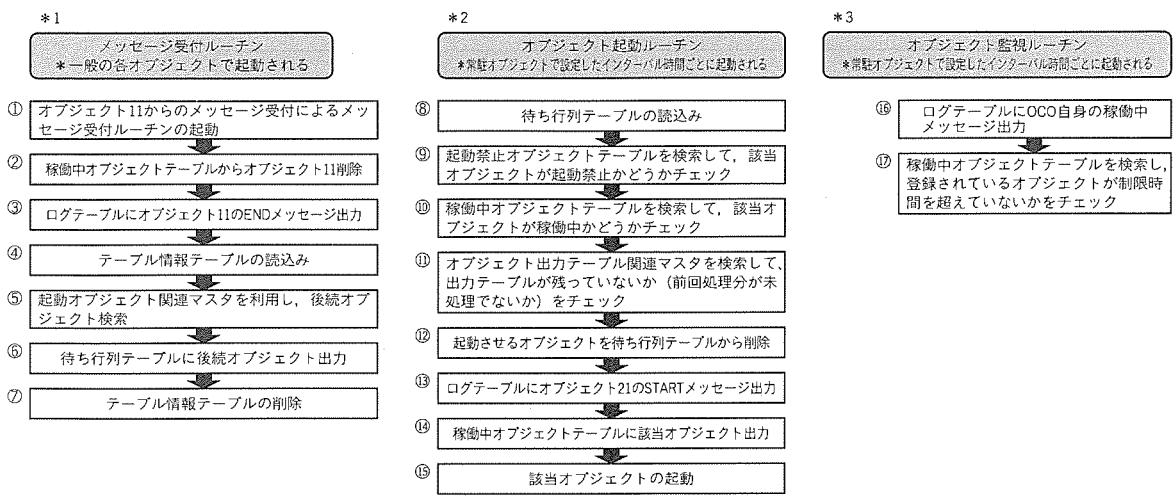 *1
メッセージ受付ルーチン
*一般の各オブジェクトで起動される
① オブジェクト11からのメッセージ受付によるメッ
セージ受付ルーチンの起動
② 稼働中オブジェクトテーブルからオブジェクト11削除
③ ログテーブルにオブジェクト11のENDメッセージ出力
④ テーブル情報テーブルの読込み
⑤ 起動オブジェクト関連マスタを利用し，後続オブ
ジェクト検索
⑥ 待ち行列テーブルに後続オブジェクト出力
⑦ テーブル情報テーブルの削除
*2
オブジェクト起動ルーチン
*常駐オブジェクトで設定したインターバル時間ごとに起動される
⑧ 待ち行列テーブルの読込み
⑨ 起動禁止オブジェクトテーブルを検索して，該当
オブジェクトが起動禁止かどうかチェック
⑩ 稼働中オブジェクトテーブルを検索して，該当オ
ブジェクトが稼働中かどうかチェック
⑪ オブジェクト出力テーブル関連マスタを検索して，
出力テーブルが残っていないか（前回処理分が未
処理でないか）をチェック
⑫ 起動させるオブジェクトを待ち行列テーブルから削除
⑬ ログテーブルにオブジェクト21のSTARTメッセージ出力
⑭ 稼働中オブジェクトテーブルに該当オブジェクト出力
⑮ 該当オブジェクトの起動
*3
オブジェクト監視ルーチン
*常駐オブジェクトで設定したインターバル時間ごとに起動される
⑯ ログテーブルにOCO自身の稼働中
メッセージ出力
⑰ 稼働中オブジェクトテーブルを検索し，
登録されているオブジェクトが制限時
間を超えていないかをチェック